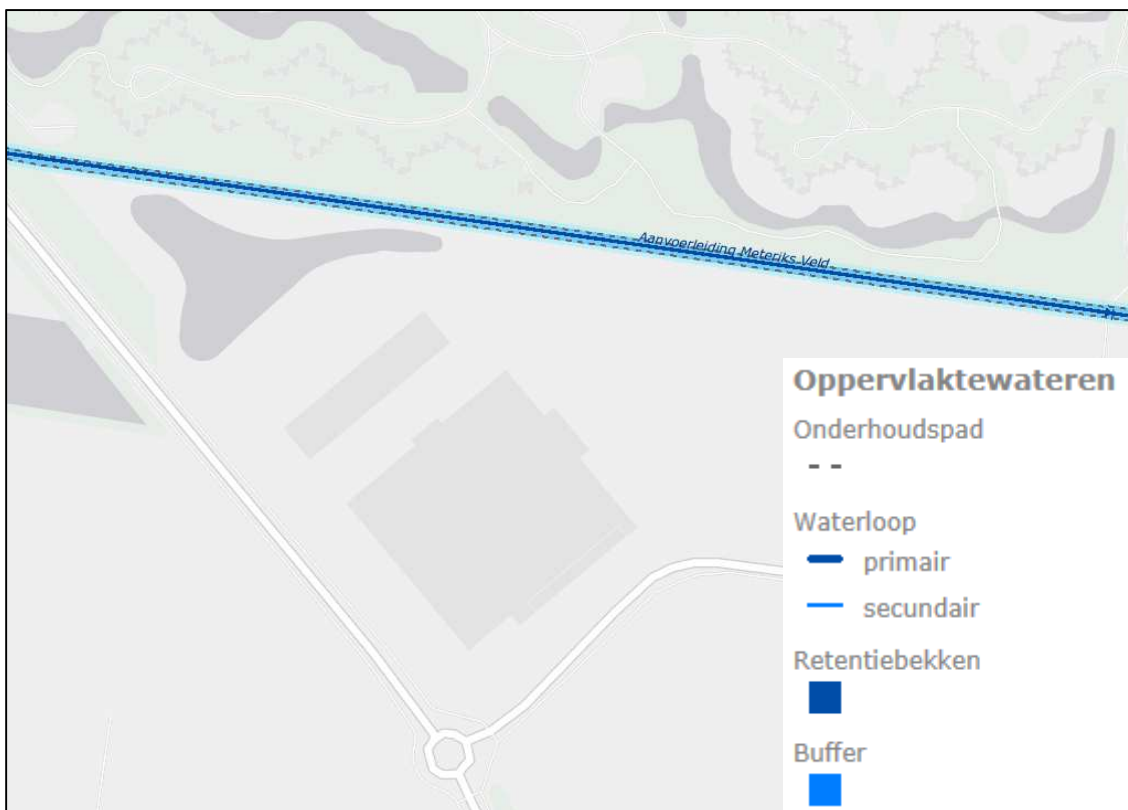 Aanvoerleiding Meteriks Veld
Oppervlaktewateren
Onderhoudspad
Waterloop
primair
secundair
Retentiebekken
Buffer